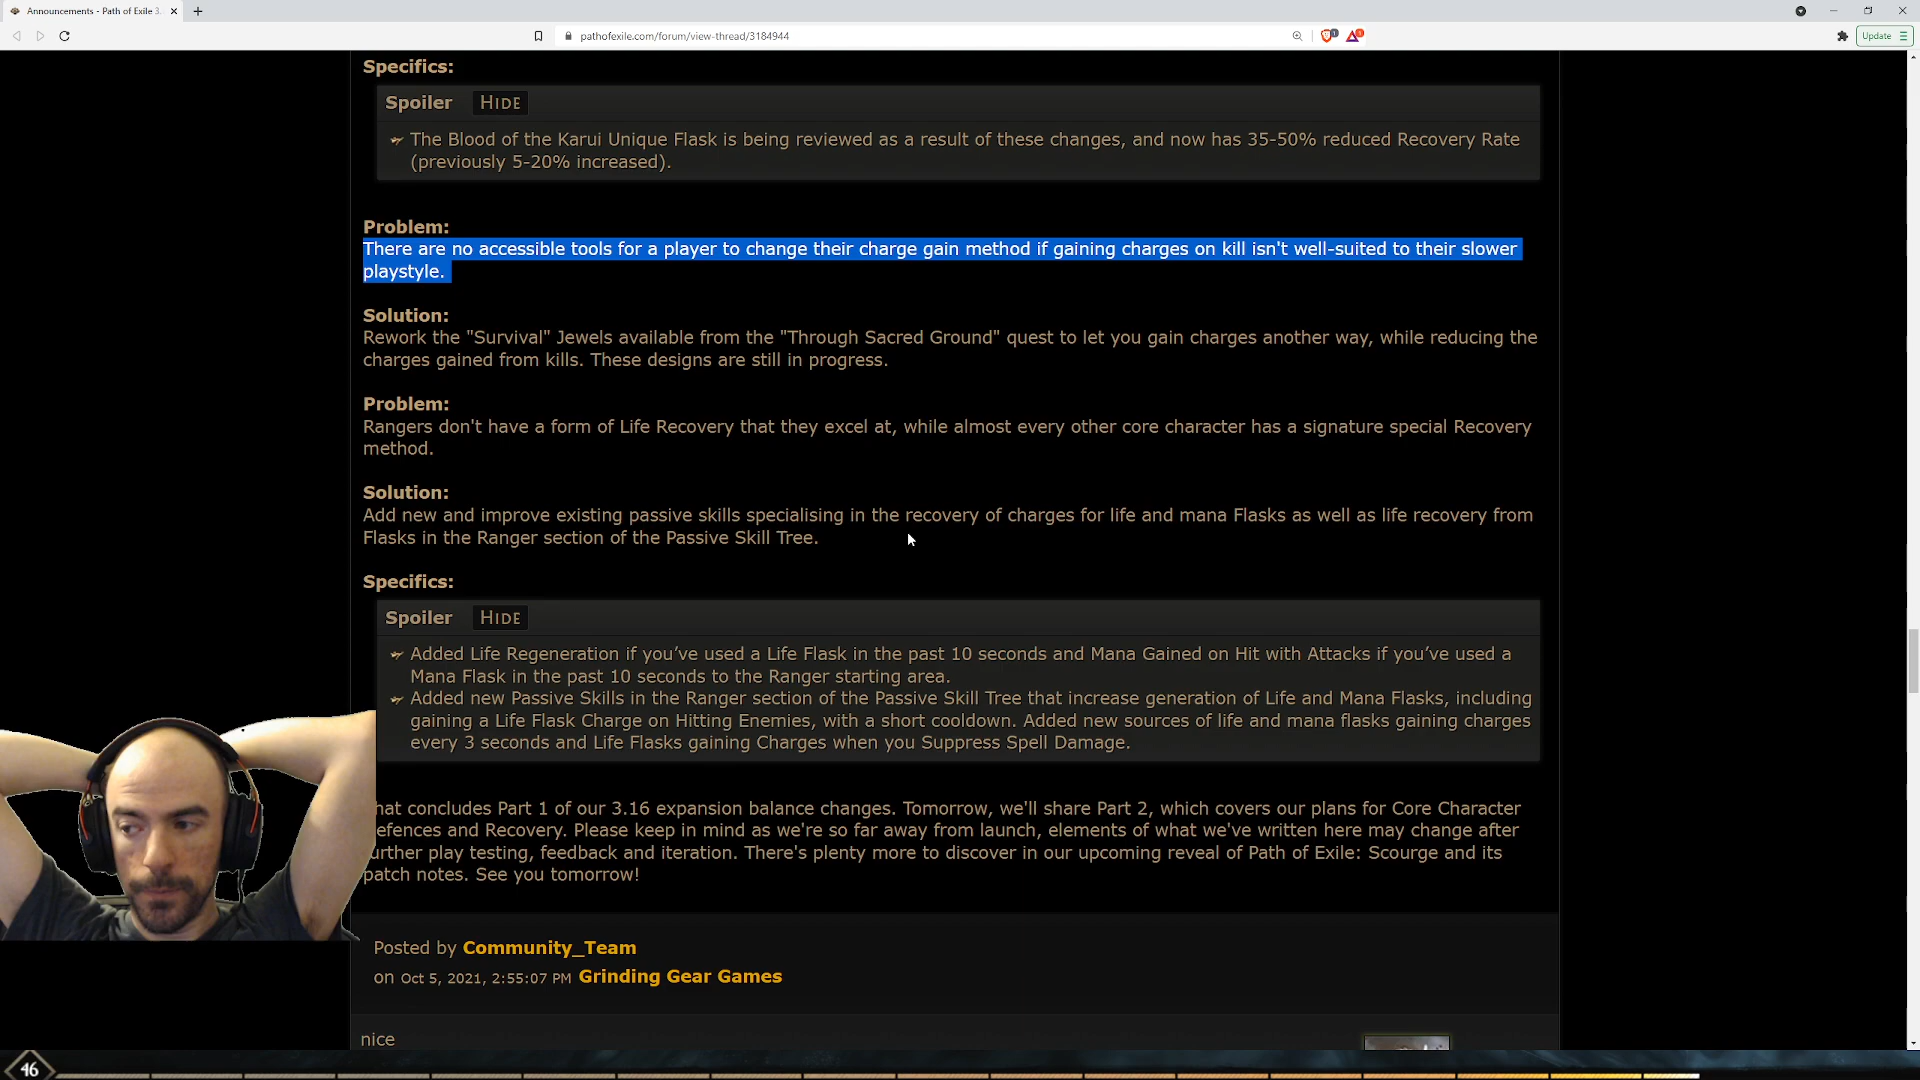 Announcements - Path of Exile 3.
pathofexile.com/forum/view-thread/3184944
Update
Specifics:
Spoiler HIDE
The Blood of the Karui Unique Flask is being reviewed as a result of these changes, and now has 35-50% reduced Recovery Rate
(previously 5-20% increased).
Problem:
There are no accessible tools for a player to change their charge gain method if gaining charges on kill isn't well-suited to their slower
playstyle.
Solution:
Rework the "Survival" Jewels available from the "Through Sacred Ground" quest to let you gain charges another way, while reducing the
charges gained from kills. These designs are still in progress.
Problem:
Rangers don't have a form of Life Recovery that they excel at, while almost every other core character has a signature special Recovery
method.
Solution:
Add new and improve existing passive skills specialising in the recovery of charges for life and mana Flasks as well as life recovery from
Flasks in the Ranger section of the Passive Skill Tree.
Specifics:
Spoiler HIDE
Added Life Regeneration if you've used a Life Flask in the past 10 seconds and Mana Gained on Hit with Attacks if you've used a
Mana Flask in the past 10 seconds to the Ranger starting area.
Added new Passive Skills in the Ranger section of the Passive Skill Tree that increase generation of Life and Mana Flasks, including
gaining a Life Flask Charge on Hitting Enemies, with a short cooldown. Added new sources of life and mana flasks gaining charges
every 3 seconds and Life Flasks gaining Charges when you Suppress Spell Damage.
hat concludes Part 1 of our 3.16 expansion balance changes. Tomorrow, we'll share Part 2, which covers our plans for Core Character
efences and Recovery. Please keep in mind as we're so far away from launch, elements of what we've written here may change after
urther play testing, feedback and iteration. There's plenty more to discover in our upcoming reveal of Path of Exile: Scourge and its
patch notes. See you tomorrow!
Posted by Community_Team
on Oct 5, 2021, 2:55:07 PM Grinding Gear Games
nice
46